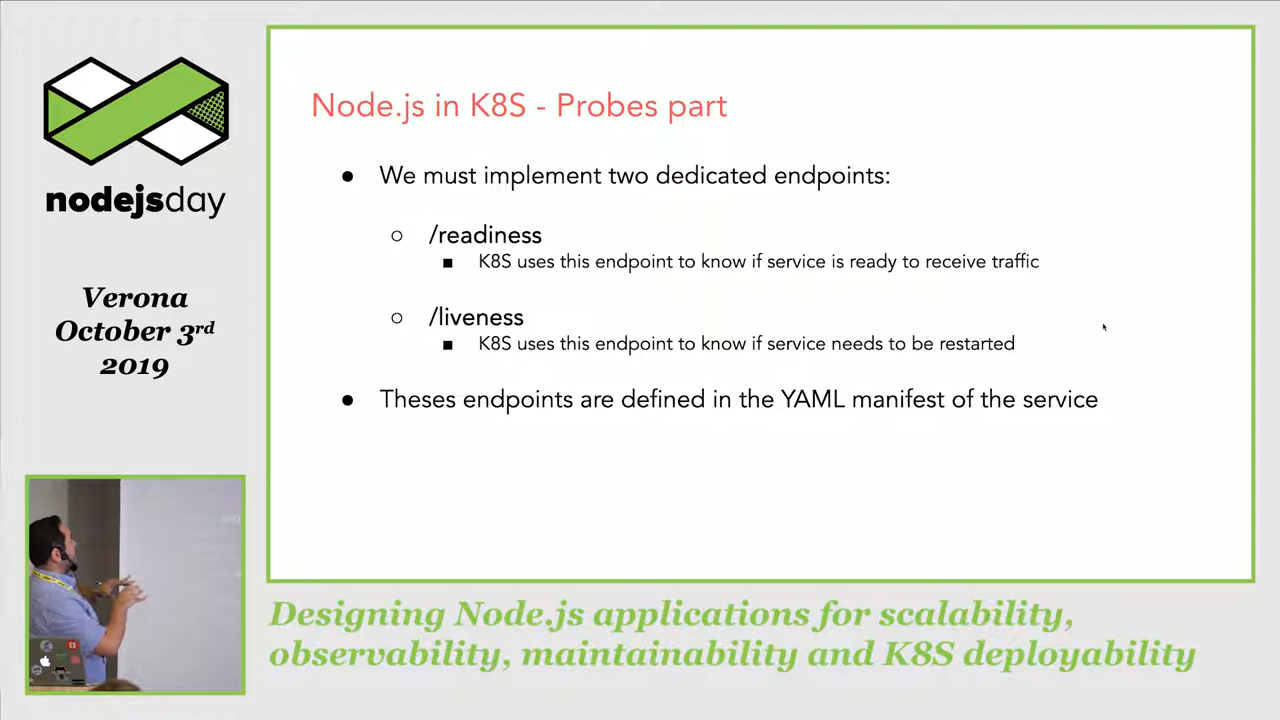 nodejsday
Verona
October 3rd
2019
Node.js in K8S - Probes part
● We must implement two dedicated endpoints:
○ /readiness
■ K8S uses this endpoint to know if service is ready to receive traffic
○ /liveness
■ K8S uses this endpoint to know if service needs to be restarted
● Theses endpoints are defined in the YAML manifest of the service
Designing Node.js applications for scalability,
observability, maintainability and K8S deployability